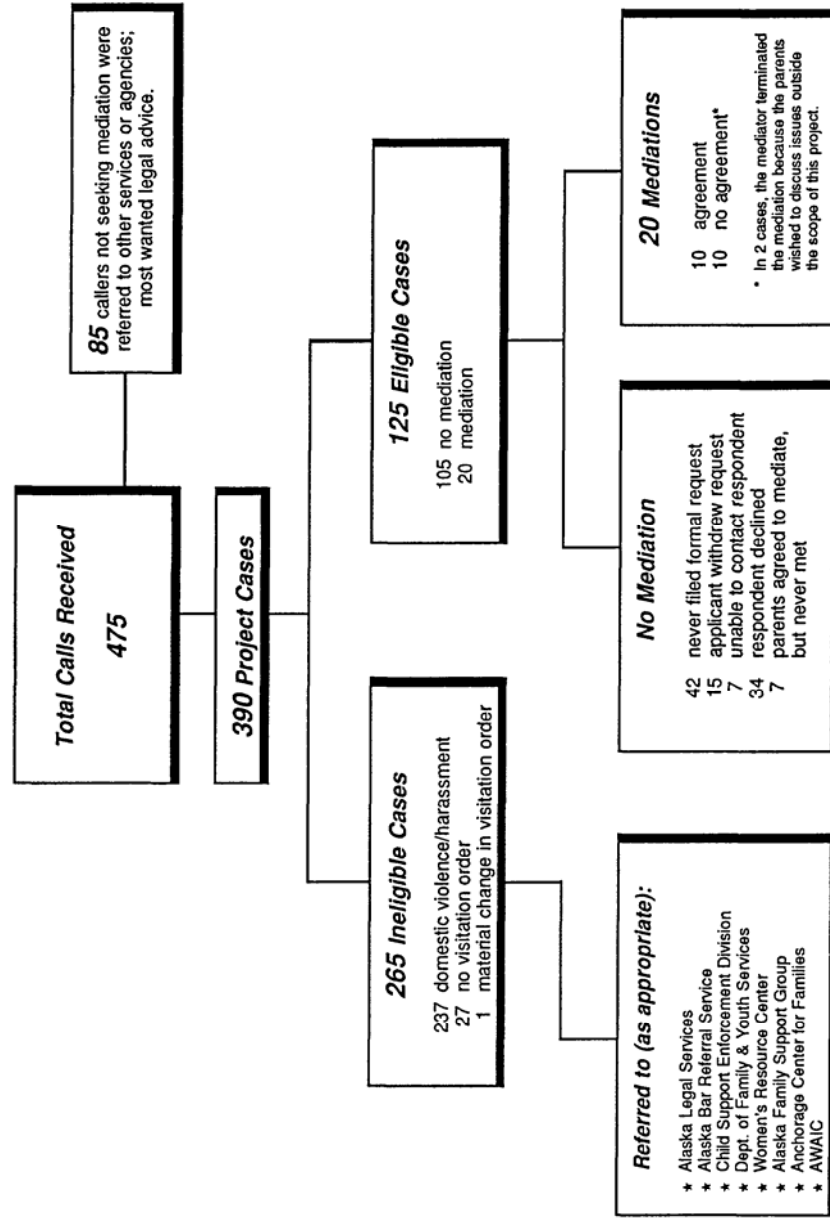 Total Calls Received
475
85 callers not seeking mediation were
referred to other services or agencies;
most wanted legal advice.
390 Project Cases
265 Ineligible Cases
237 domestic violence/harassment
27 no visitation order
1 material change in visitation order
125 Eligible Cases
105 no mediation
20 mediation
Referred to (as appropriate):
★ Alaska Legal Services
★ Alaska Bar Referral Service
★ Child Support Enforcement Division
★ Dept. of Family & Youth Services
★ Women's Resource Center
★ Alaska Family Support Group
★ Anchorage Center for Families
★ AWAIC
No Mediation
42 never filed formal request
15 applicant withdrew request
7 unable to contact respondent
34 respondent declined
7 parents agreed to mediate,
but never met
20 Mediations
10 agreement
10 no agreement*
* In 2 cases, the mediator terminated
the mediation because the parents
wished to discuss issues outside
the scope of this project.